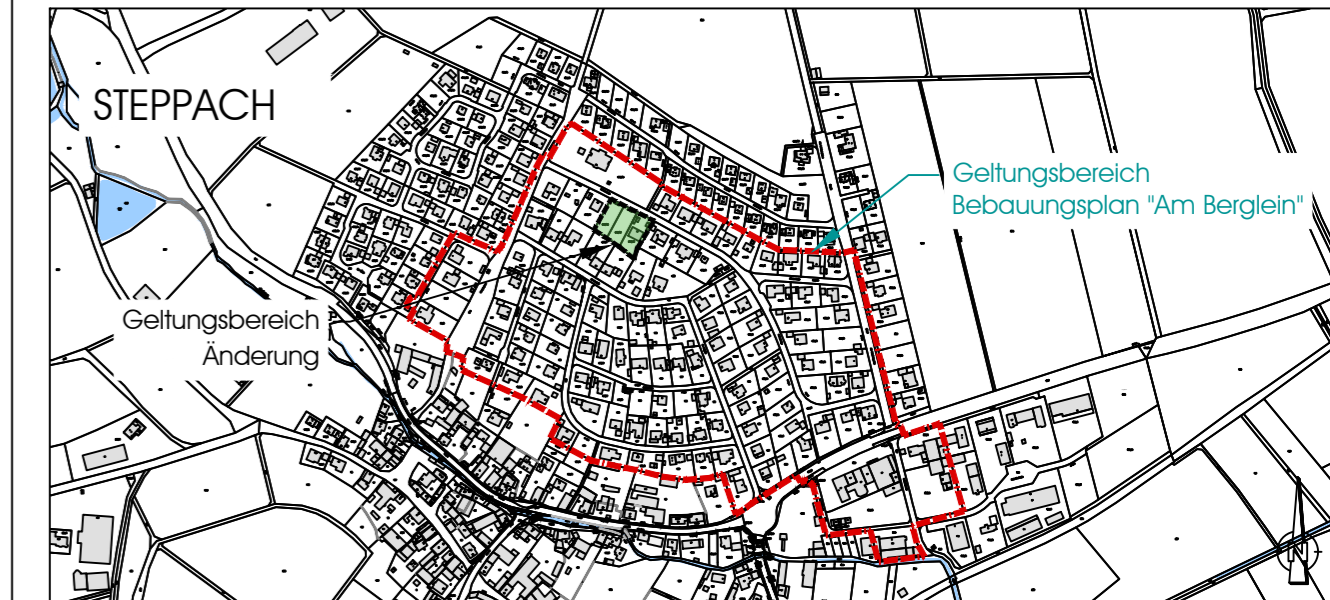 STEPPACH
Geltungsbereich
Bebauungsplan "Am Berglein"
Geltungsbereich
Änderung
N